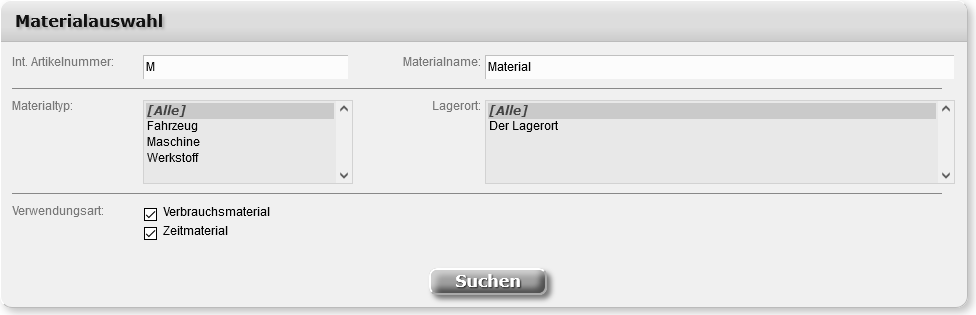 Materialauswahl
Int. Artikelnummer: M Materialname: Material
Materialtyp: [Alle] Lagerort: [Alle]
Fahrzeug Der Lagerort
Maschine
Werkstoff
Verwendungsart: Verbrauchsmaterial
Zeitmaterial
Suchen